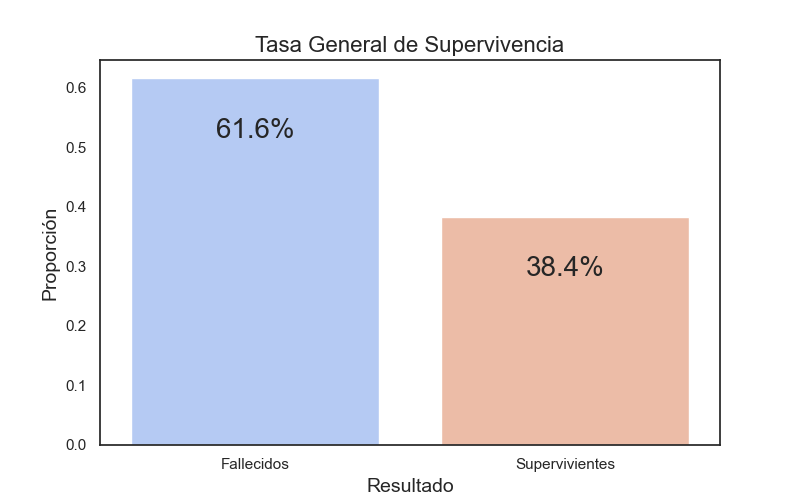 Tasa General de Supervivencia
Proporción
0.6
0.5
0.4
0.3
0.2
0.1
0.0
61.6%
38.4%
Fallecidos
Supervivientes
Resultado